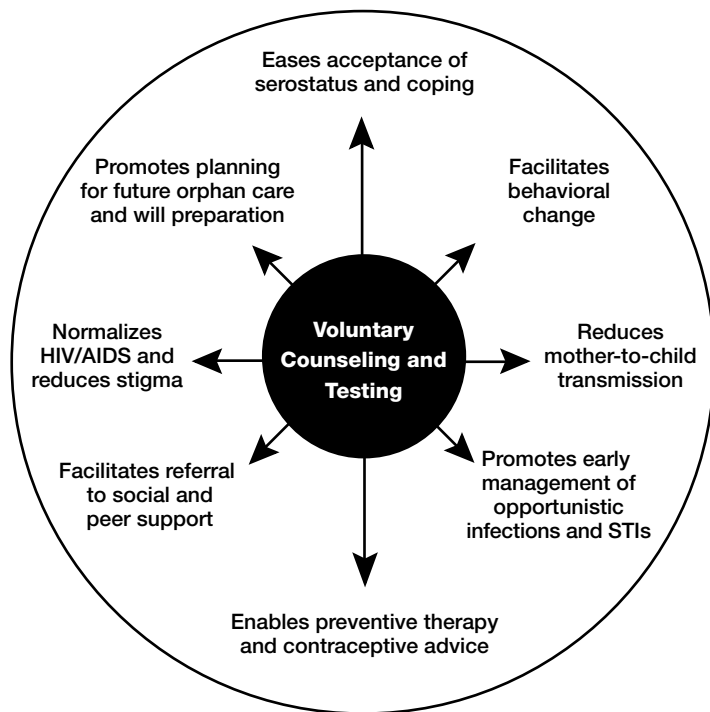 Eases acceptance of
serostatus and coping
Promotes planning
for future orphan care
and will preparation
Facilitates
behavioral
change
Normalizes
HIV/AIDS and
reduces stigma
Voluntary
Counseling and
Testing
Reduces
mother-to-child
transmission
Facilitates referral
to social and
peer support
Promotes early
management of
opportunistic
infections and STIs
Enables preventive therapy
and contraceptive advice